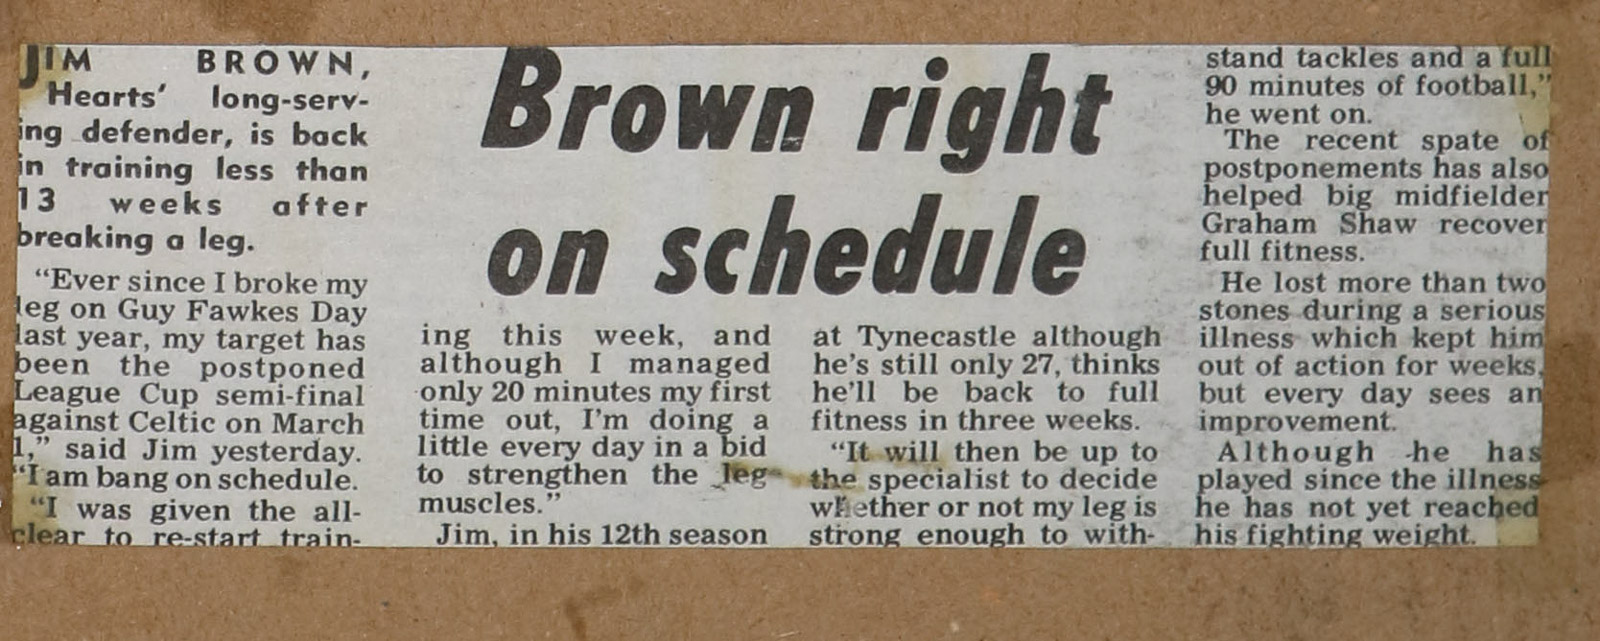 Brown right
on schedule
JIM BROWN,
Hearts' long-serv-
ing defender, is back
in training less than
13 weeks after
breaking a leg.
"Ever since I broke my
leg on Guy Fawkes Day
last year, my target has
been the postponed
League Cup semi-final
against Celtic on March
1," said Jim yesterday.
"I am bang on schedule.
"I was given the all-
clear to re-start train-
ing this week, and
although I managed
only 20 minutes my first
time out, I'm doing a
little every day in a bid
to strengthen the leg
muscles."
Jim, in his 12th season
at Tynecastle although
he's still only 27, thinks
he'll be back to full
fitness in three weeks.
"It will then be up to
the specialist to decide
whether or not my leg is
strong enough to with-
stand tackles and a full
90 minutes of football,"
he went on.
The recent spate of
postponements has also
helped big midfielder
Graham Shaw recover
full fitness.
He lost more than two
stones during a serious
illness which kept him
out of action for weeks,
but every day sees an
improvement.
Although he has
played since the illness
he has not yet reached
his fighting weight.